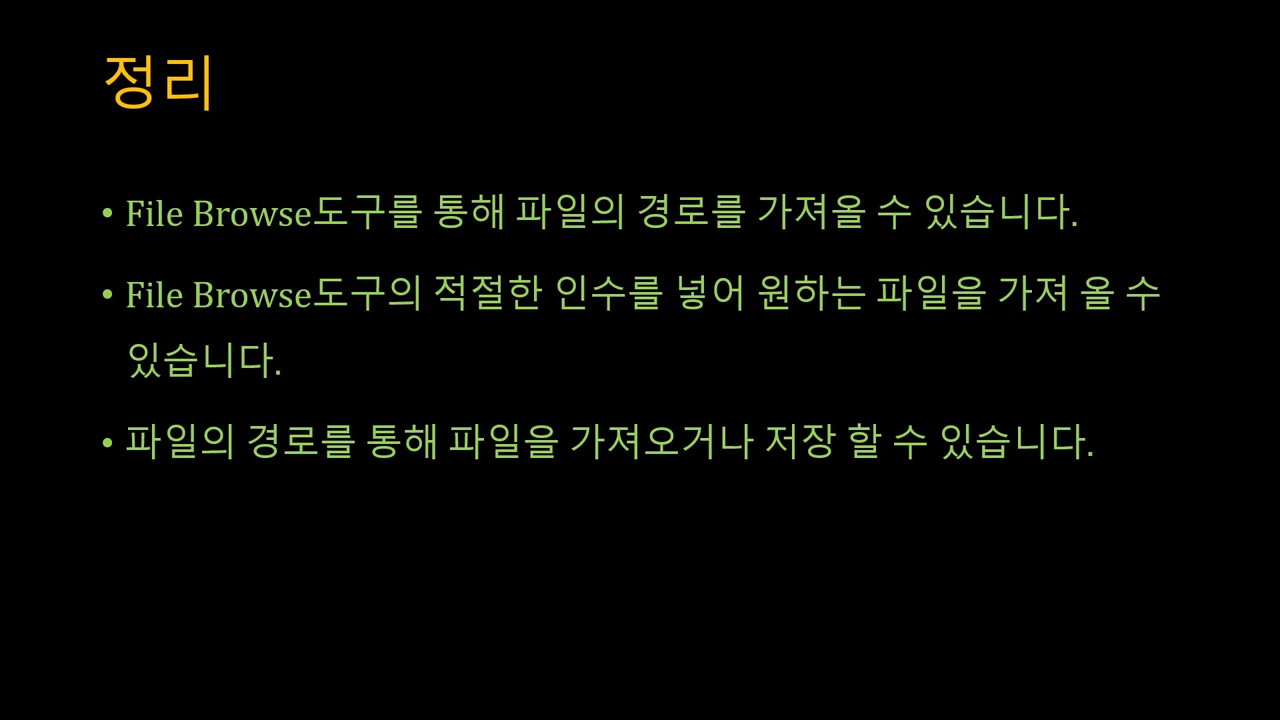 정리
• File Browse도구를 통해 파일의 경로를 가져올 수 있습니다.
• File Browse도구의 적절한 인수를 넣어 원하는 파일을 가져 올 수
있습니다.
• 파일의 경로를 통해 파일을 가져오거나 저장 할 수 있습니다.